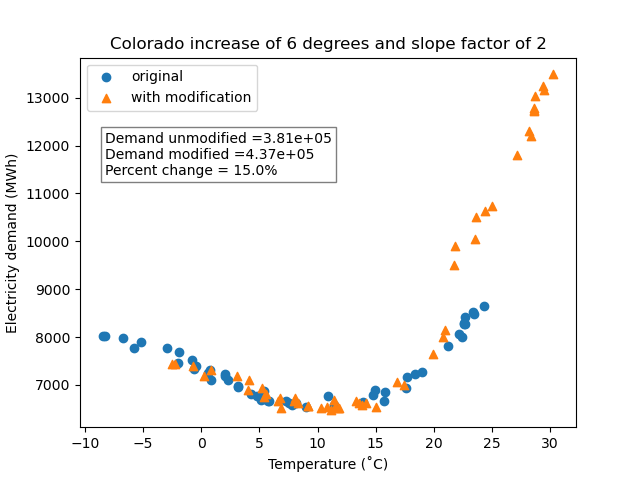 Colorado increase of 6 degrees and slope factor of 2
original
with modification
Demand unmodified =3.81e+05
Demand modified =4.37e+05
Percent change = 15.0%
Electricity demand (MWh)
13000
12000
11000
10000
9000
8000
7000
−10 −5 0 5 10 15 20 25 30
Temperature (˚C)